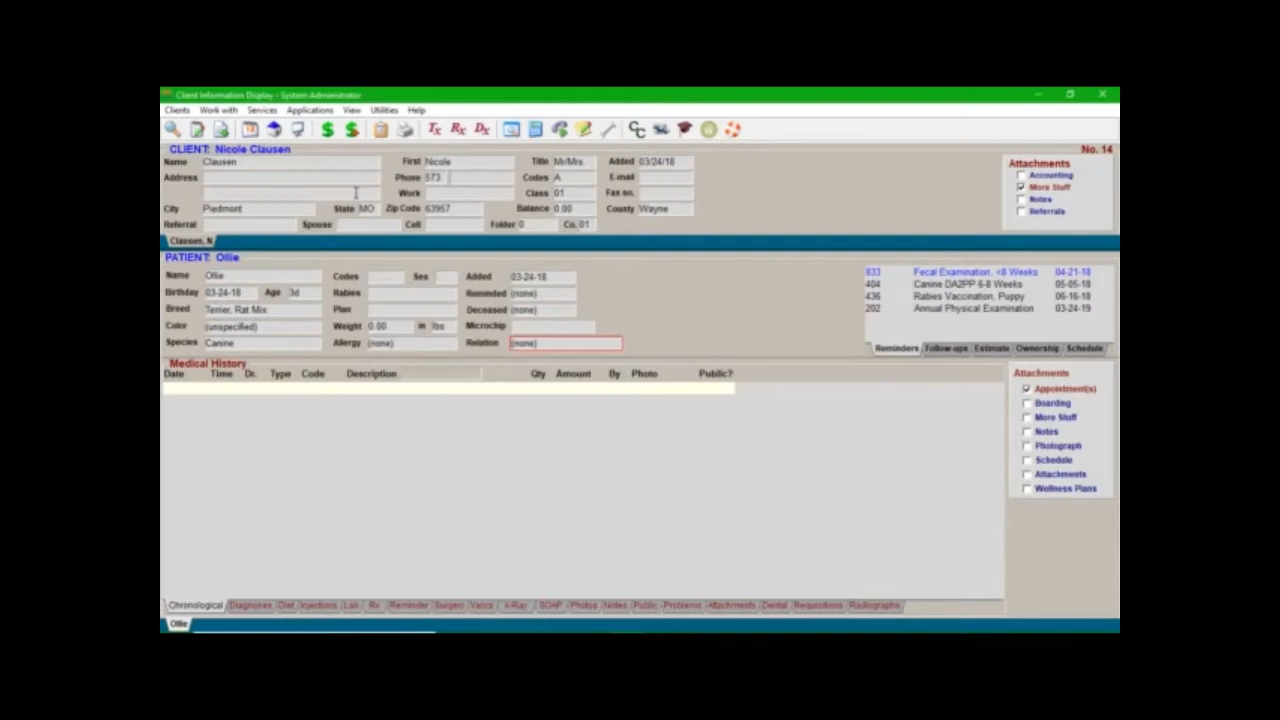 Client Information Display - System Administrator
Clients Work with Services Applications View Utilities Help
Tx Rx Dx CC
CLIENT: Nicole Clausen No. 14
Name Clausen First Nicole Title Mr/Mrs. Added 03/24/18
Address Phone 573 Codes A E-mail
Work Class 01 Fax no.
City Piedmont State MO Zip Code 63957 Balance 0.00 County Wayne
Referral Spouse Cell Folder 0 Co. 01
Attachments
Accounting
More Stuff
Notes
Referrals
Classen, N
PATIENT: Ollie
Name Ollie Codes Sex Added 03-24-18
Birthday 03-24-18 Age 3d Rabies Reminded (none)
Breed Terrier, Rat Mix Plan Deceased (none)
Color (unspecified) Weight 0.00 in lbs Microchip
Species Canine Allergy (none) Relation (none)
833 Fecal Examination, <8 Weeks 04-21-18
404 Canine DA2PP 6-8 Weeks 05-05-18
436 Rabies Vaccination, Puppy 06-16-18
202 Annual Physical Examination 03-24-19
Reminders Follow-ups Estimate Ownership Schedule
Medical History
Date Time Dr. Type Code Description Qty Amount By Photo Public?
Attachments
Appointment(s)
Boarding
More Stuff
Notes
Photograph
Schedule
Attachments
Wellness Plans
Chronological Diagnoses Diet Injections Lab Rx Reminder Surgery Vaccs X-Ray SOAP Photos Notes Public Problems Attachments Dental Requisitions Radiographs
Ollie